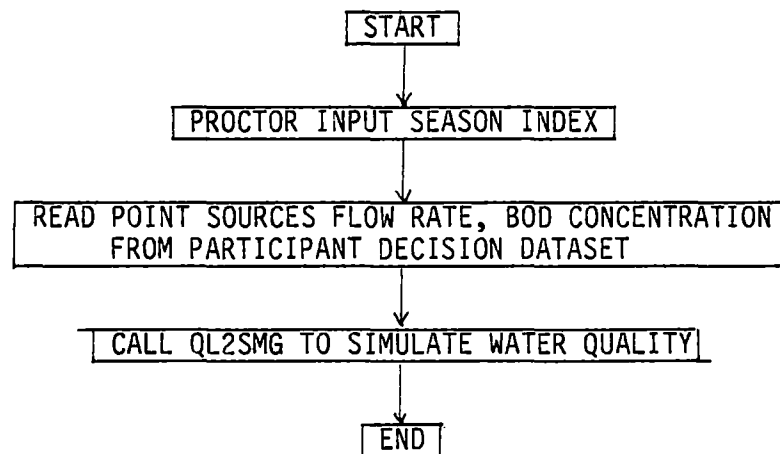 START
PROCTOR INPUT SEASON INDEX
READ POINT SOURCES FLOW RATE, BOD CONCENTRATION
FROM PARTICIPANT DECISION DATASET
CALL QL2SMG TO SIMULATE WATER QUALITY
END